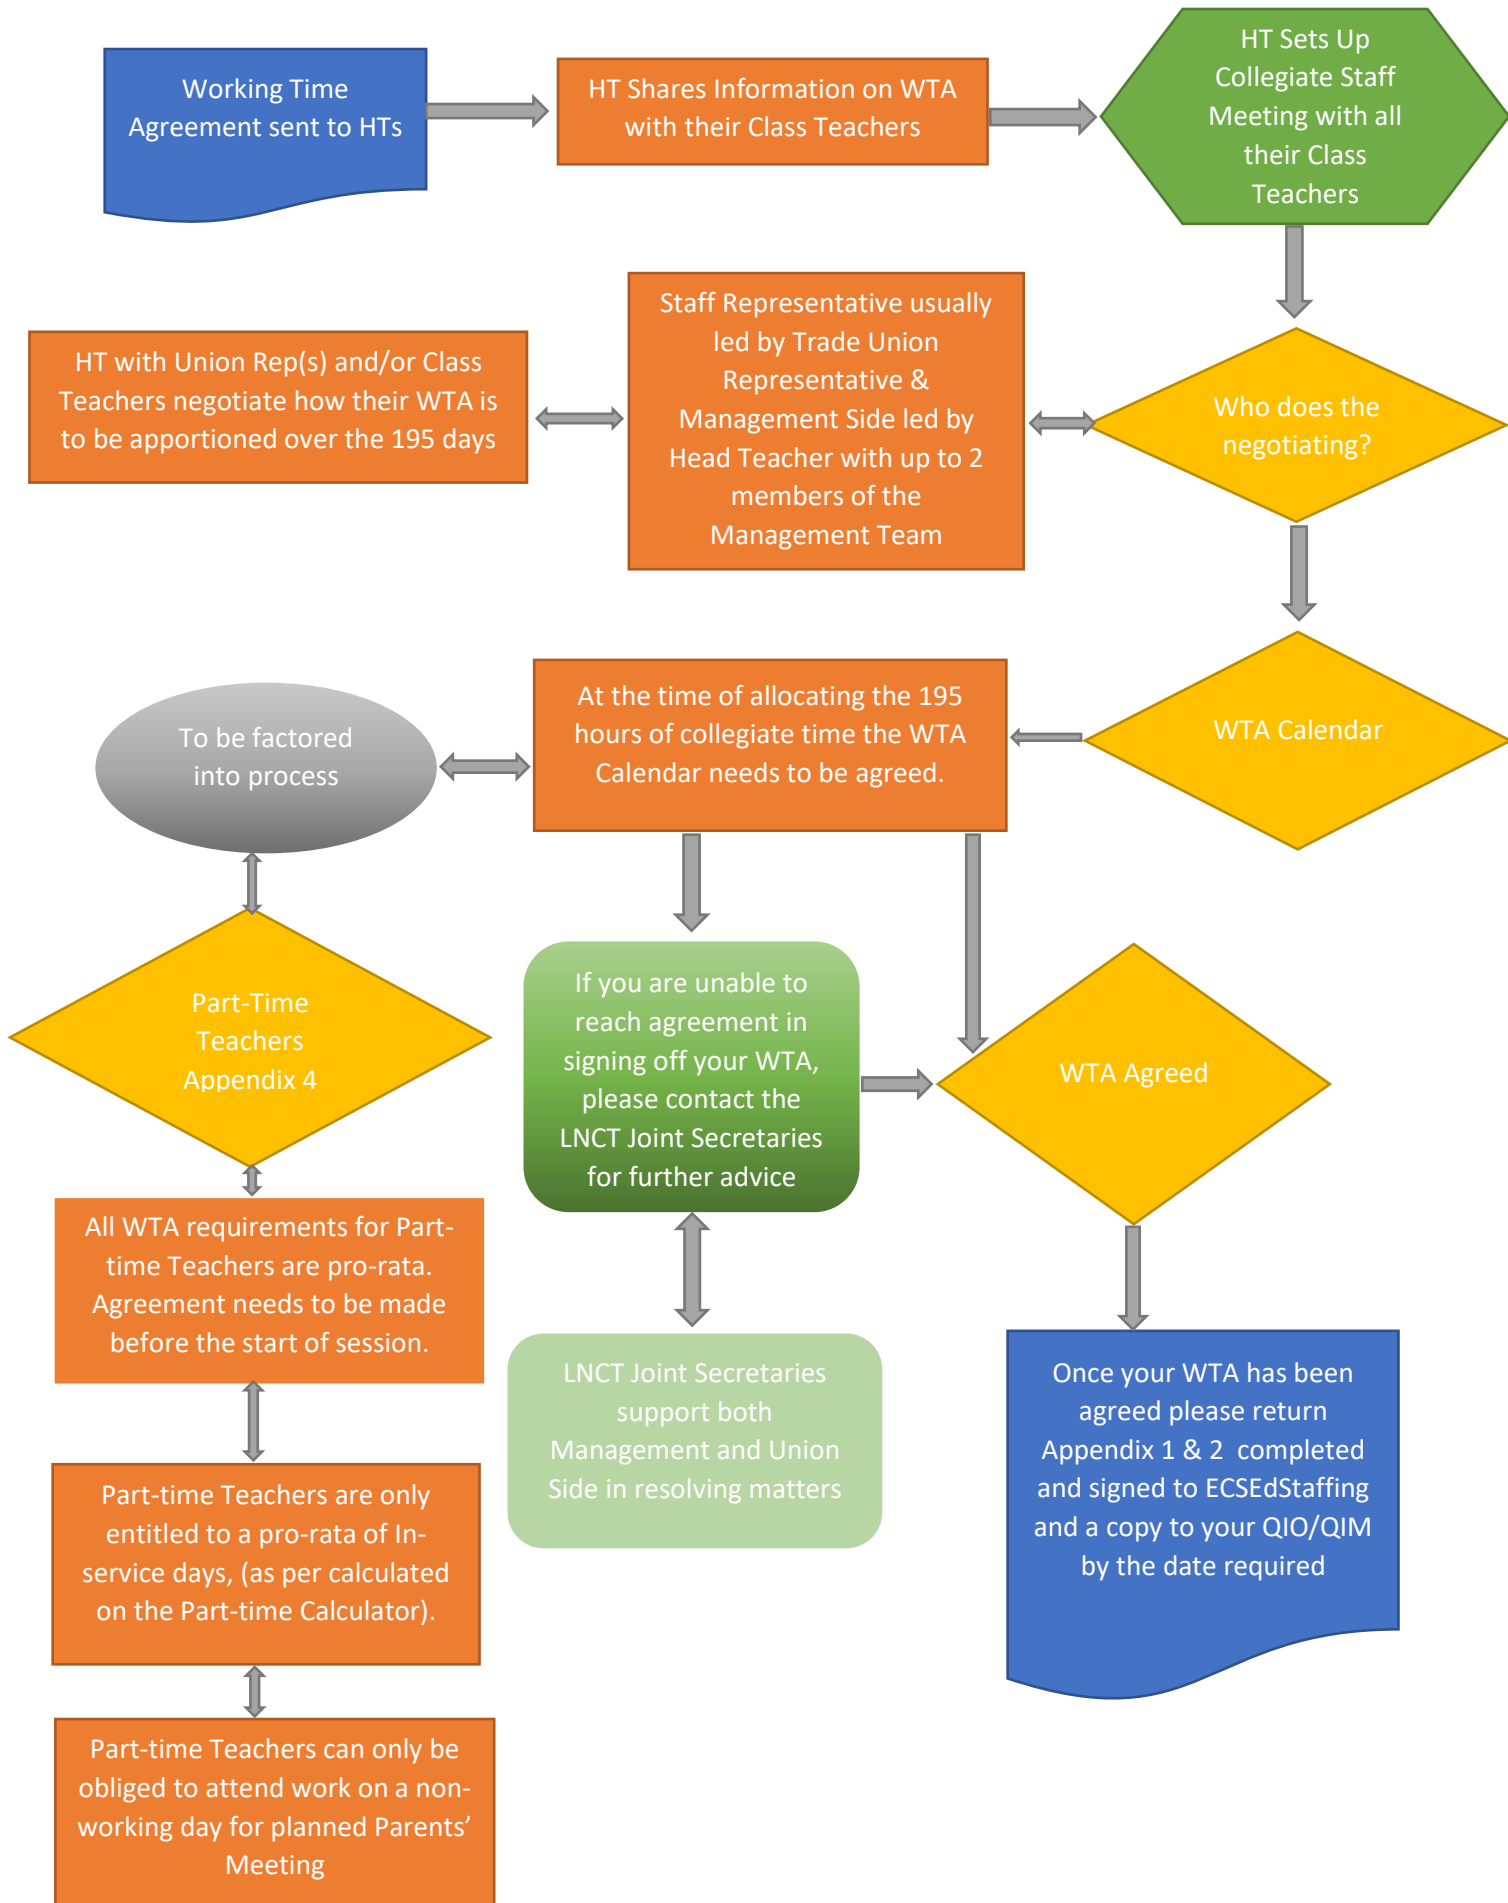 Working Time
Agreement sent to HTs
HT Shares Information on WTA
with their Class Teachers
HT Sets Up
Collegiate Staff
Meeting with all
their Class
Teachers
HT with Union Rep(s) and/or Class
Teachers negotiate how their WTA is
to be apportioned over the 195 days
Staff Representative usually
led by Trade Union
Representative &
Management Side led by
Head Teacher with up to 2
members of the
Management Team
Who does the
negotiating?
To be factored
into process
At the time of allocating the 195
hours of collegiate time the WTA
Calendar needs to be agreed.
WTA Calendar
Part-Time
Teachers
Appendix 4
If you are unable to
reach agreement in
signing off your WTA,
please contact the
LNCT Joint Secretaries
for further advice
WTA Agreed
All WTA requirements for Part-
time Teachers are pro-rata.
Agreement needs to be made
before the start of session.
LNCT Joint Secretaries
support both
Management and Union
Side in resolving matters
Once your WTA has been
agreed please return
Appendix 1 & 2 completed
and signed to ECSEdStaffing
and a copy to your QIO/QIM
by the date required
Part-time Teachers are only
entitled to a pro-rata of In-
service days, (as per calculated
on the Part-time Calculator).
Part-time Teachers can only be
obliged to attend work on a non-
working day for planned Parents’
Meeting